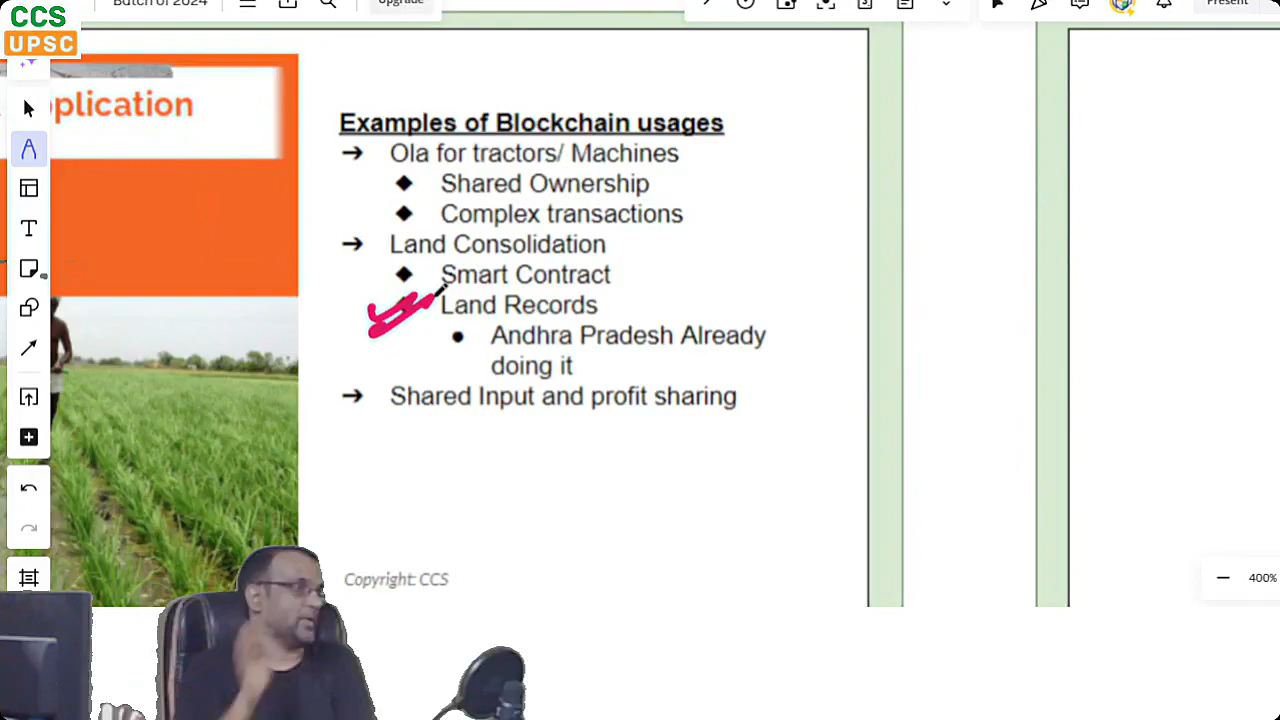 CCS
UPSC
Batch of 2024
Upgrade
Present
pplication
Examples of Blockchain usages
➔ Ola for tractors/ Machines
◆ Shared Ownership
◆ Complex transactions
➔ Land Consolidation
◆ Smart Contract
Land Records
● Andhra Pradesh Already
doing it
➔ Shared Input and profit sharing
Copyright: CCS
400%